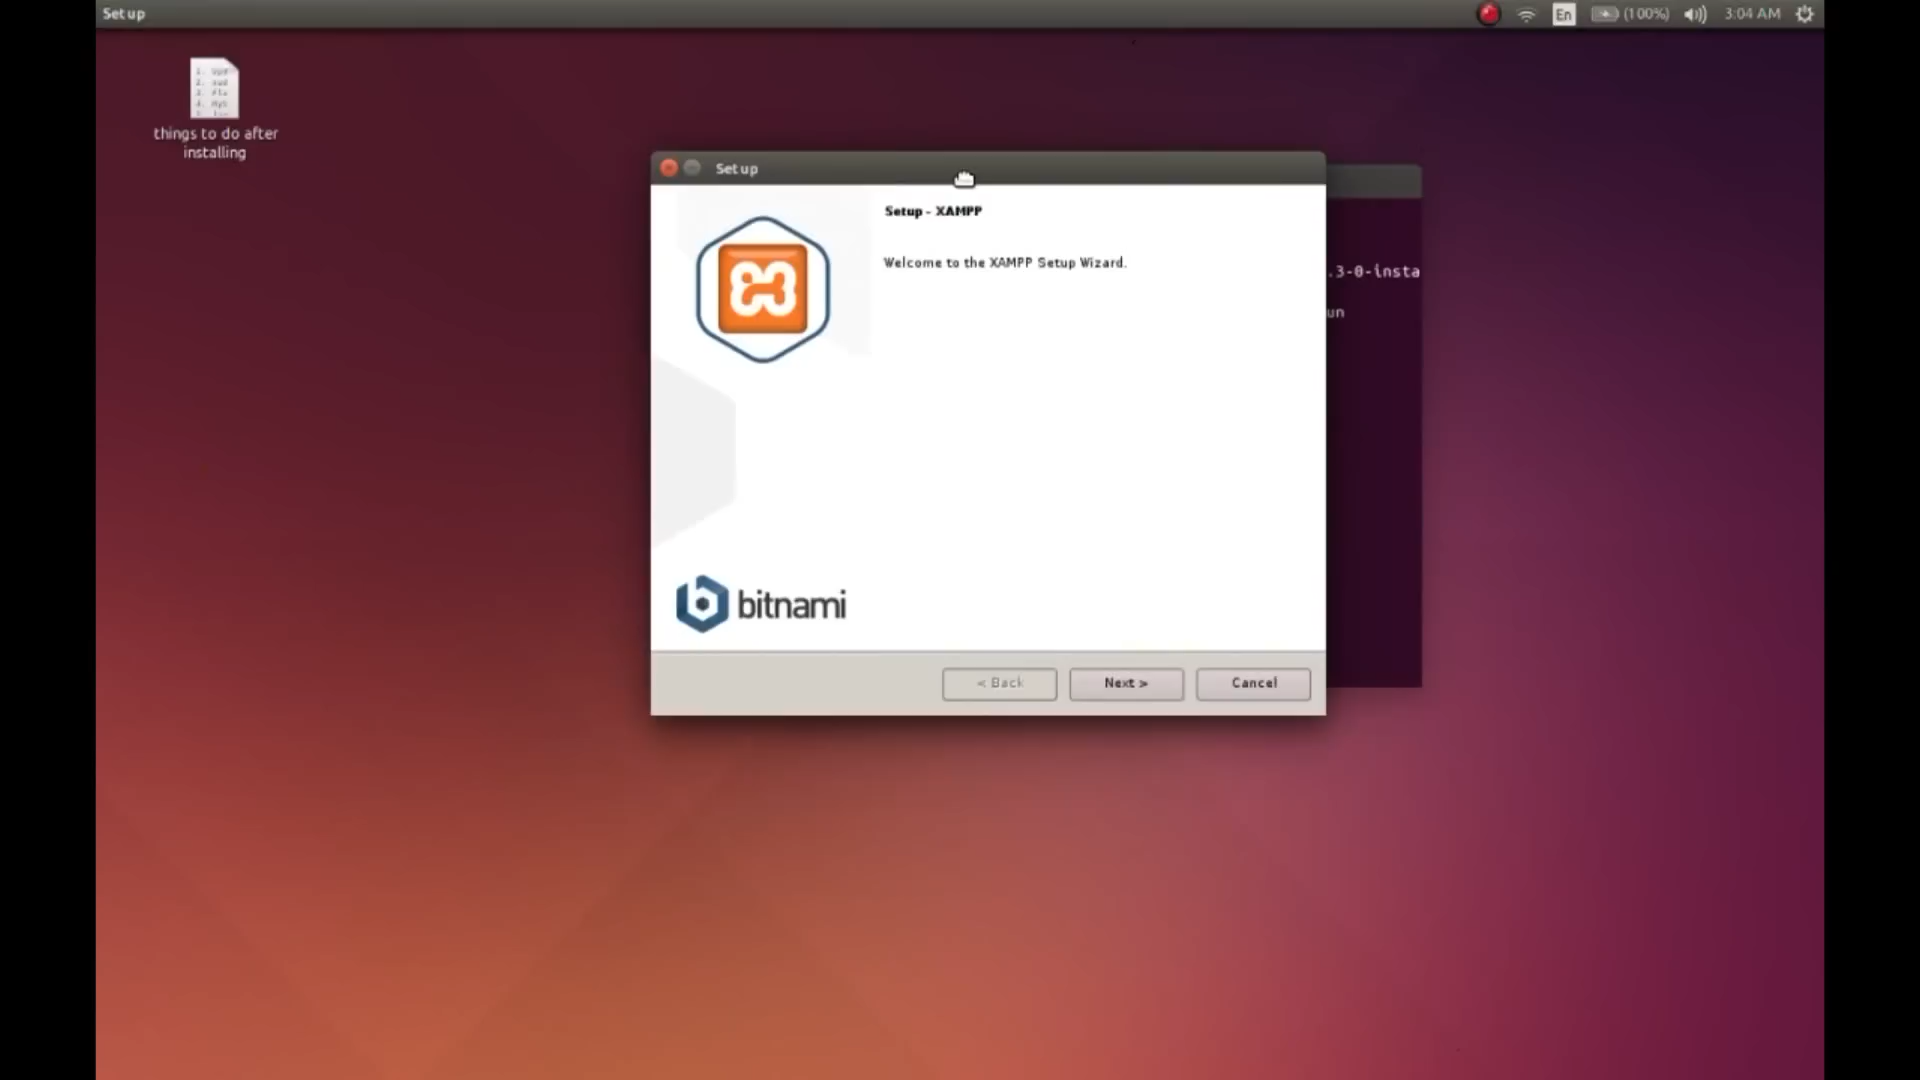 Setup
En
(100%)
3:04 AM
things to do after
installing
Setup
Setup - XAMPP
Welcome to the XAMPP Setup Wizard.
.3-0-insta
un
bitnami
< Back
Next >
Cancel